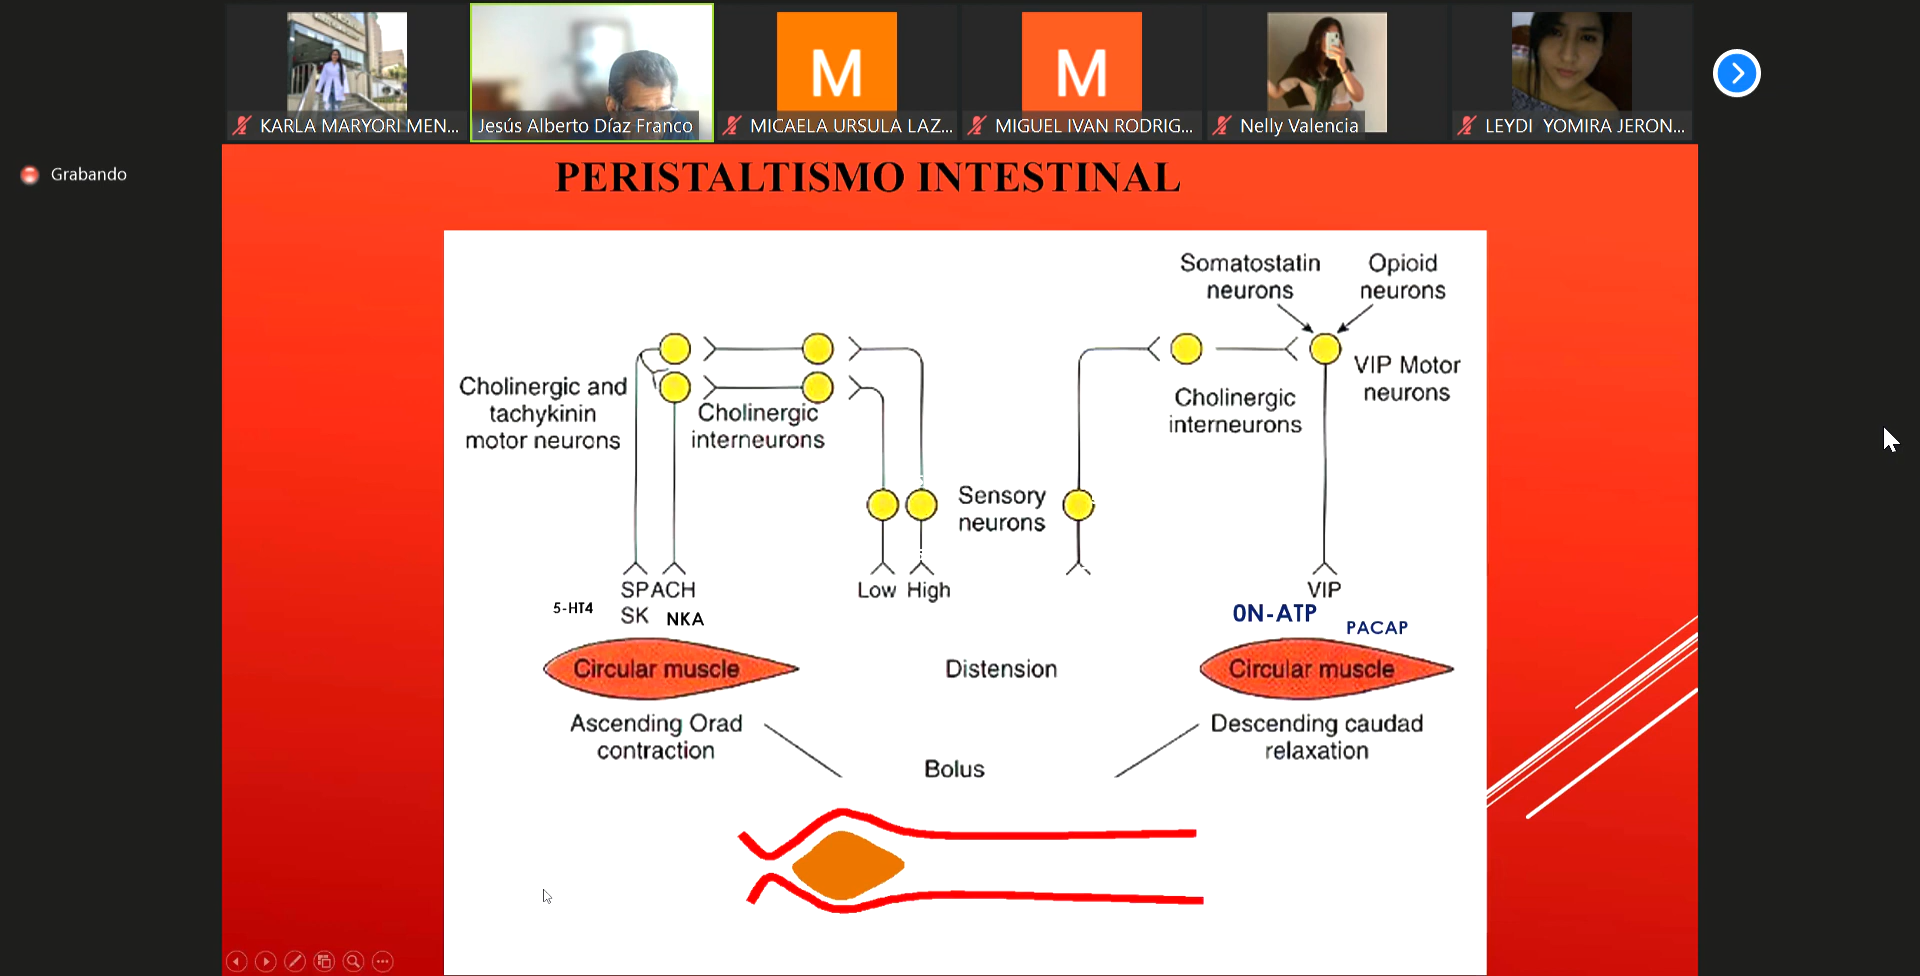 M
M
KARLA MARYORI MEN...
Jesús Alberto Díaz Franco
MICAELA URSULA LAZ...
MIGUEL IVAN RODRIG...
Nelly Valencia
LEYDI YOMIRA JERON...
Grabando
PERISTALTISMO INTESTINAL
Somatostatin
neurons
Opioid
neurons
VIP Motor
neurons
Cholinergic and
tachykinin
motor neurons
Cholinergic
interneurons
Cholinergic
interneurons
Sensory
neurons
SP ACH
5-HT4
SK NKA
Low High
VIP
0N-ATP
PACAP
Circular muscle
Distension
Circular muscle
Ascending Orad
contraction
Descending caudad
relaxation
Bolus